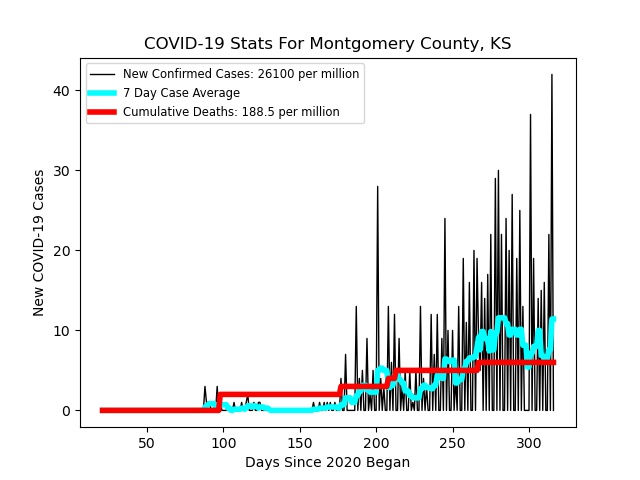 COVID-19 Stats For Montgomery County, KS
New Confirmed Cases: 26100 per million
7 Day Case Average
Cumulative Deaths: 188.5 per million
New COVID-19 Cases
40
30
20
10
0
50 100 150 200 250 300
Days Since 2020 Began